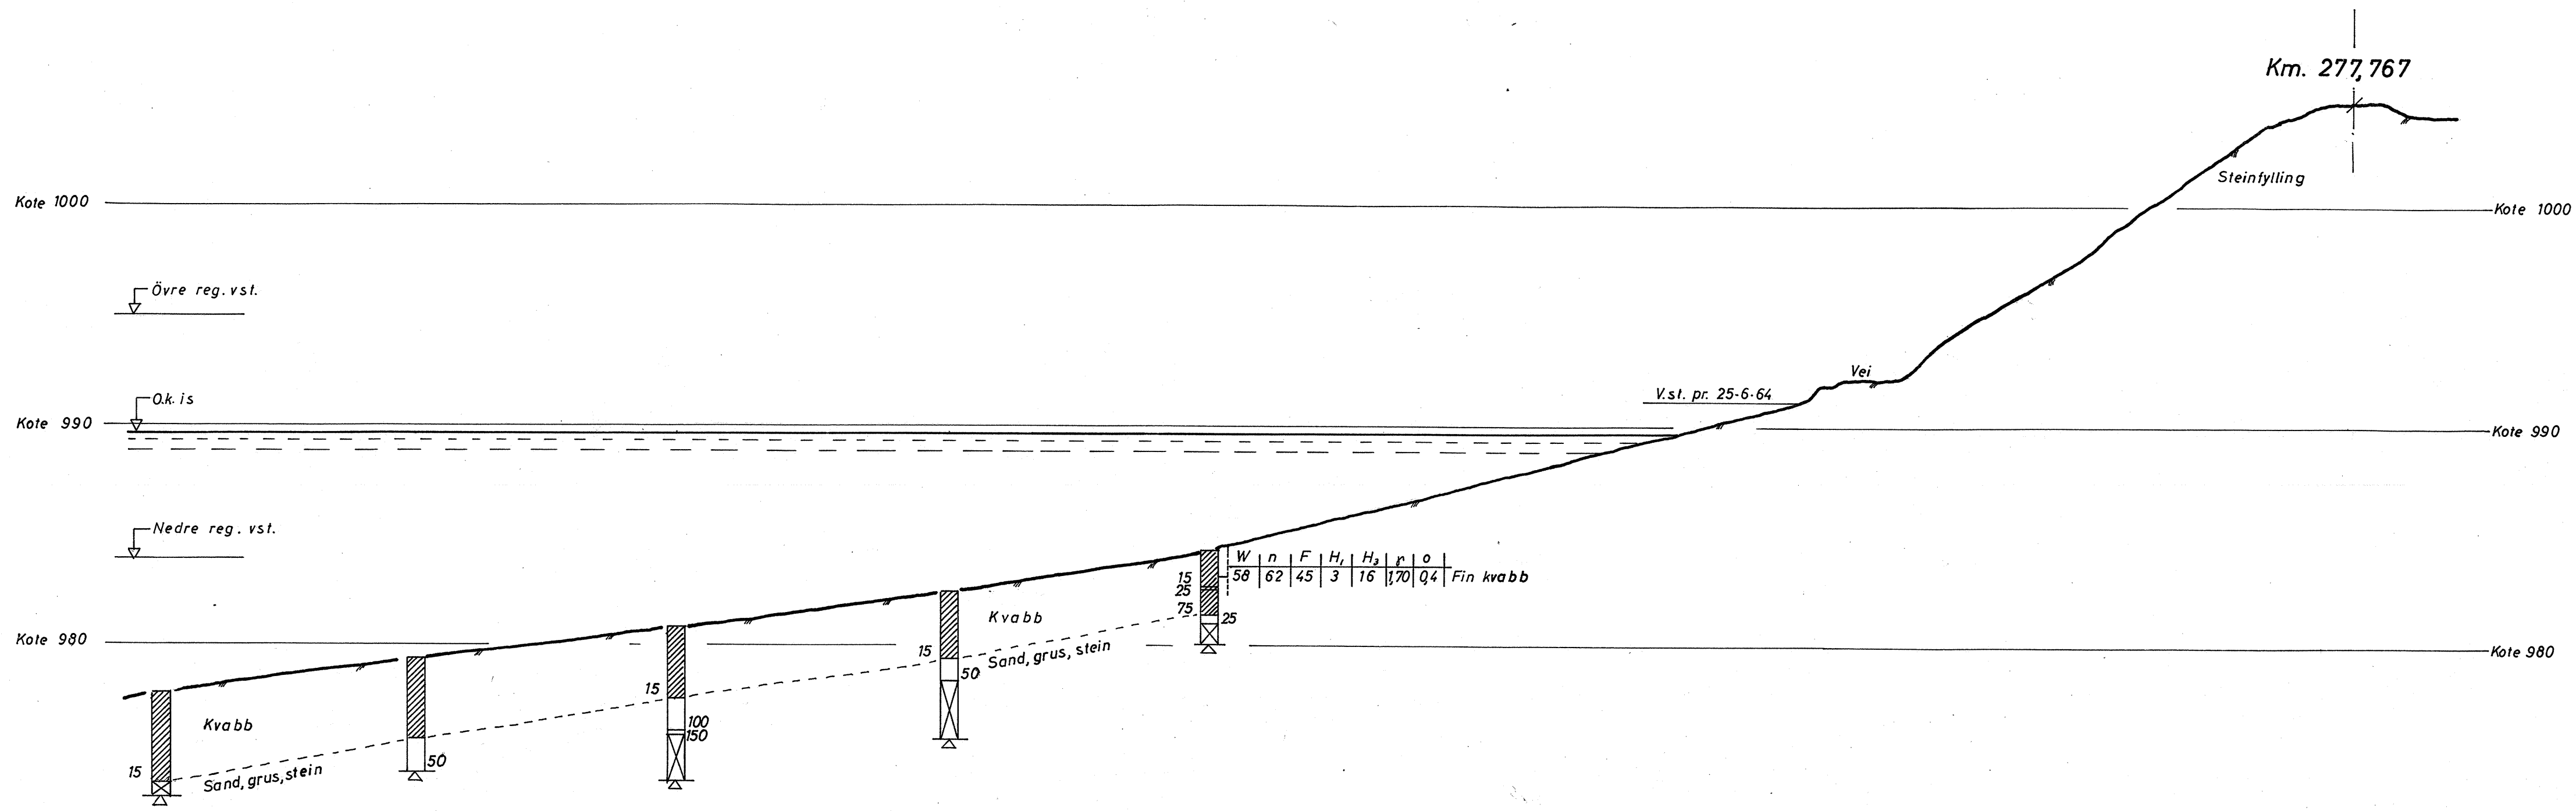 Km. 277,767
Steinfylling
Kote 1000
Kote 1000
Övre reg. vst.
Vei
V.st. pr. 25-6-64
O.k. is
Kote 990
Kote 990
Nedre reg. vst.
W n F H₁ H₃ γ o
58 62 45 3 16 1,70 0,4 Fin kvabb
15
25
75
25
Kvabb
Kote 980
Kote 980
15
50
Sand, grus, stein
15
100
150
Kvabb
50
15
Sand, grus, stein